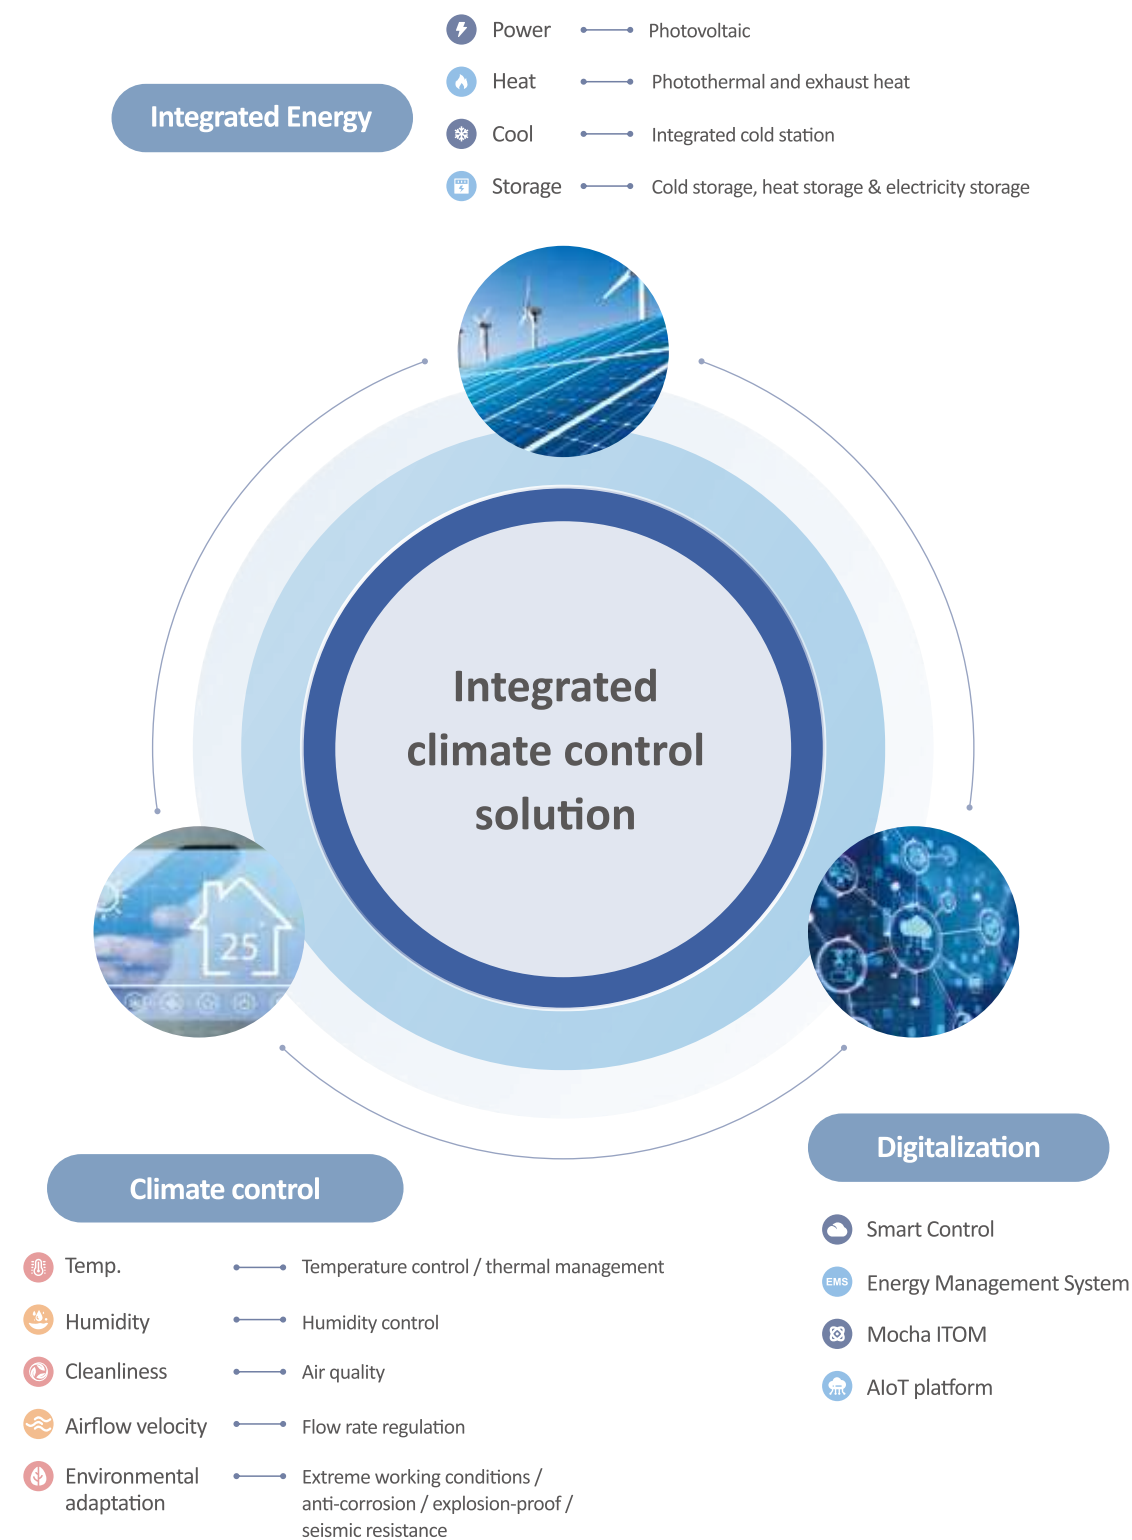 Power Photovoltaic
Heat Photothermal and exhaust heat
Integrated Energy
Cool Integrated cold station
Storage Cold storage, heat storage & electricity storage
Integrated
climate control
solution
25°
Climate control
Temp. Temperature control / thermal management
Humidity Humidity control
Cleanliness Air quality
Airflow velocity Flow rate regulation
Environmental Extreme working conditions /
adaptation anti-corrosion / explosion-proof /
seismic resistance
Digitalization
Smart Control
EMS Energy Management System
Mocha ITOM
AIoT platform